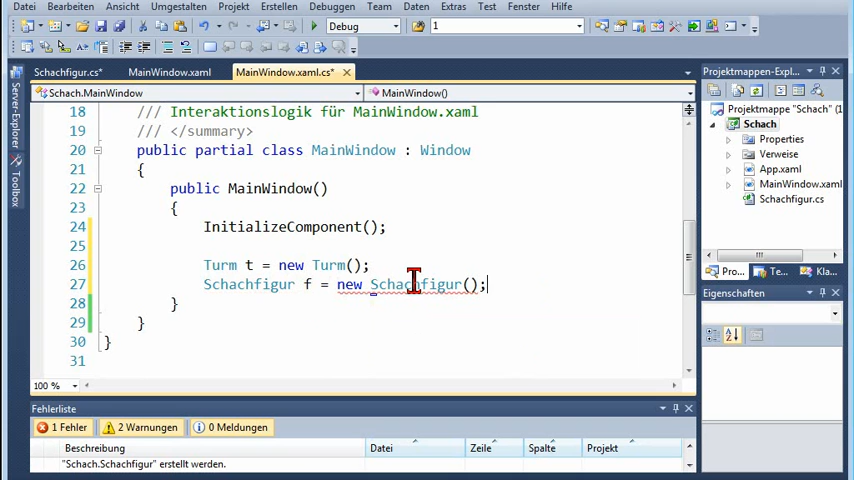 Datei Bearbeiten Ansicht Umgestalten Projekt Erstellen Debuggen Team Daten Extras Test Fenster Hilfe
Debug 1
Schachfigur.cs* MainWindow.xaml MainWindow.xaml.cs* ×
Schach.MainWindow MainWindow()
18 /// Interaktionslogik für MainWindow.xaml
19 /// </summary>
20 public partial class MainWindow : Window
21 {
22 public MainWindow()
23 {
24 InitializeComponent();
25
26 Turm t = new Turm();
27 Schachfigur f = new Schachfigur();
28 }
29 }
30 }
31
100 %
Server-Explorer
Toolbox
Projektmappen-Expl...
Projektmappe "Schach" (1
Schach
Properties
Verweise
App.xaml
MainWindow.xaml
Schachfigur.cs
Pro... Te... Kla...
Eigenschaften
Fehlerliste
1 Fehler 2 Warnungen 0 Meldungen
Beschreibung Datei Zeile Spalte Projekt
"Schach.Schachfigur" erstellt werden.